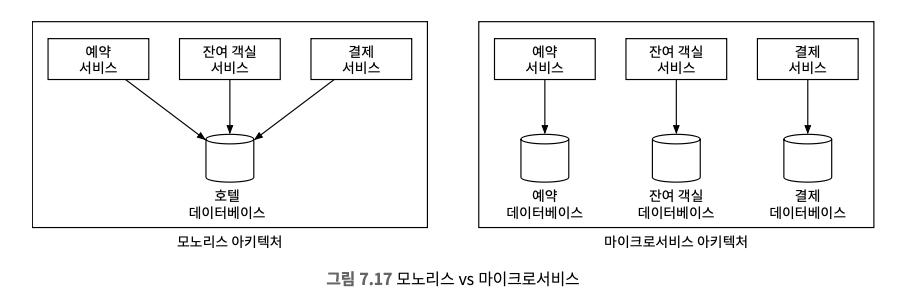 예약
서비스
잔여 객실
서비스
결제
서비스
호텔
데이터베이스
모노리스 아키텍처
예약
서비스
잔여 객실
서비스
결제
서비스
예약
데이터베이스
잔여 객실
데이터베이스
결제
데이터베이스
마이크로서비스 아키텍처
그림 7.17 모노리스 vs 마이크로서비스